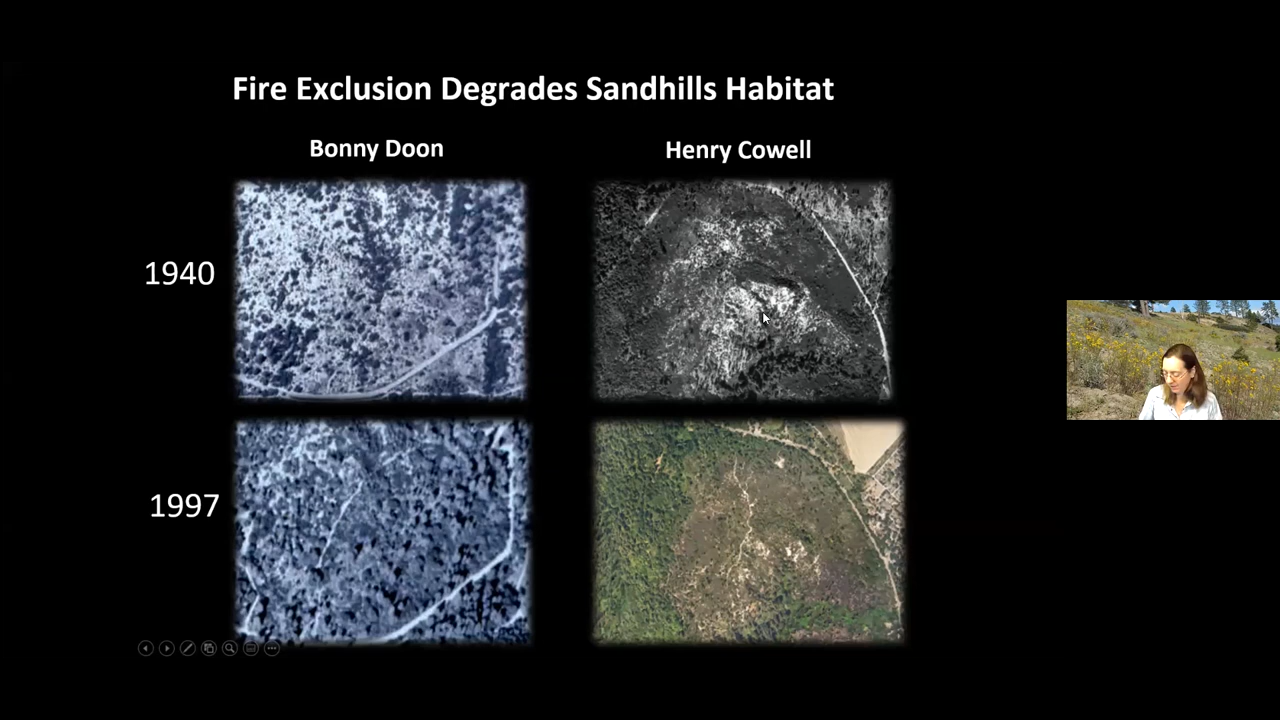 Fire Exclusion Degrades Sandhills Habitat
Bonny Doon
Henry Cowell
1940
1997